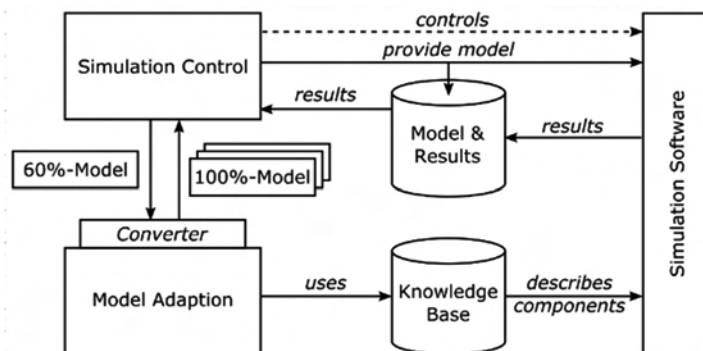 controls
provide model
Simulation Control
results
Model &
Results
results
Simulation Software
60%-Model
100%-Model
Converter
Model Adaption
uses
Knowledge
Base
describes
components